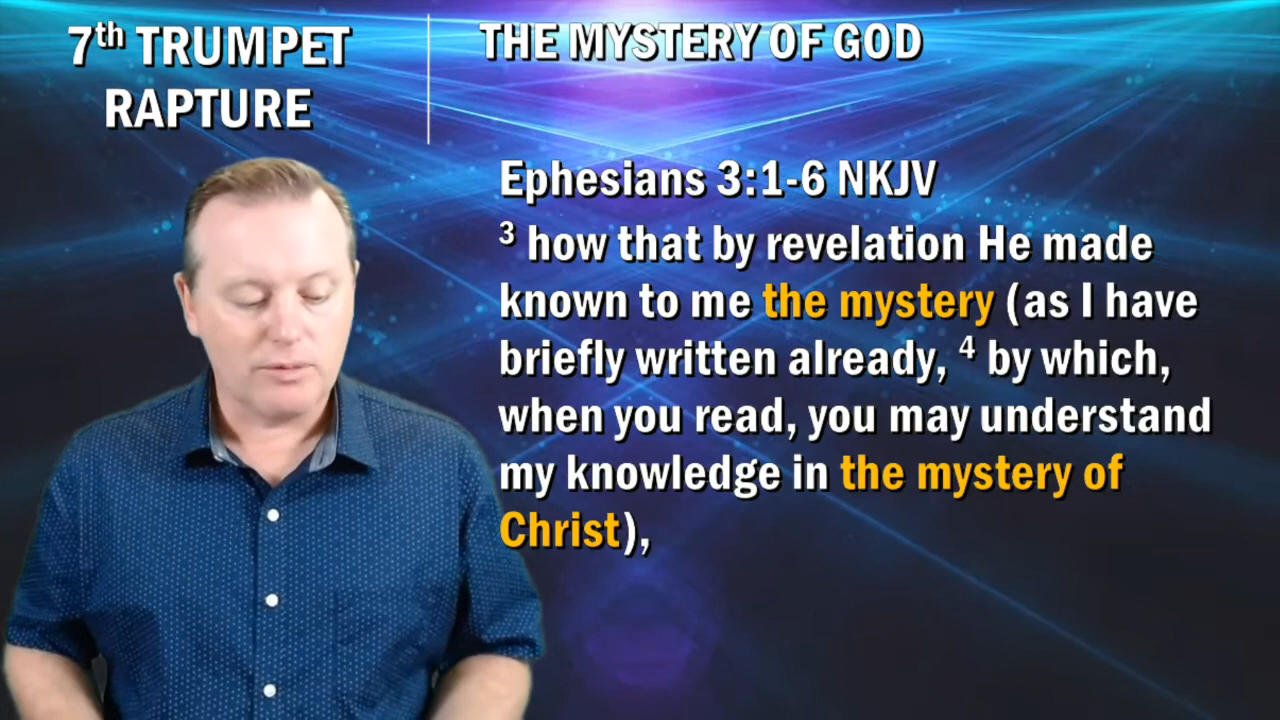 7th TRUMPET
RAPTURE
THE MYSTERY OF GOD
Ephesians 3:1-6 NKJV
3 how that by revelation He made
known to me the mystery (as I have
briefly written already, 4 by which,
when you read, you may understand
my knowledge in the mystery of
Christ),